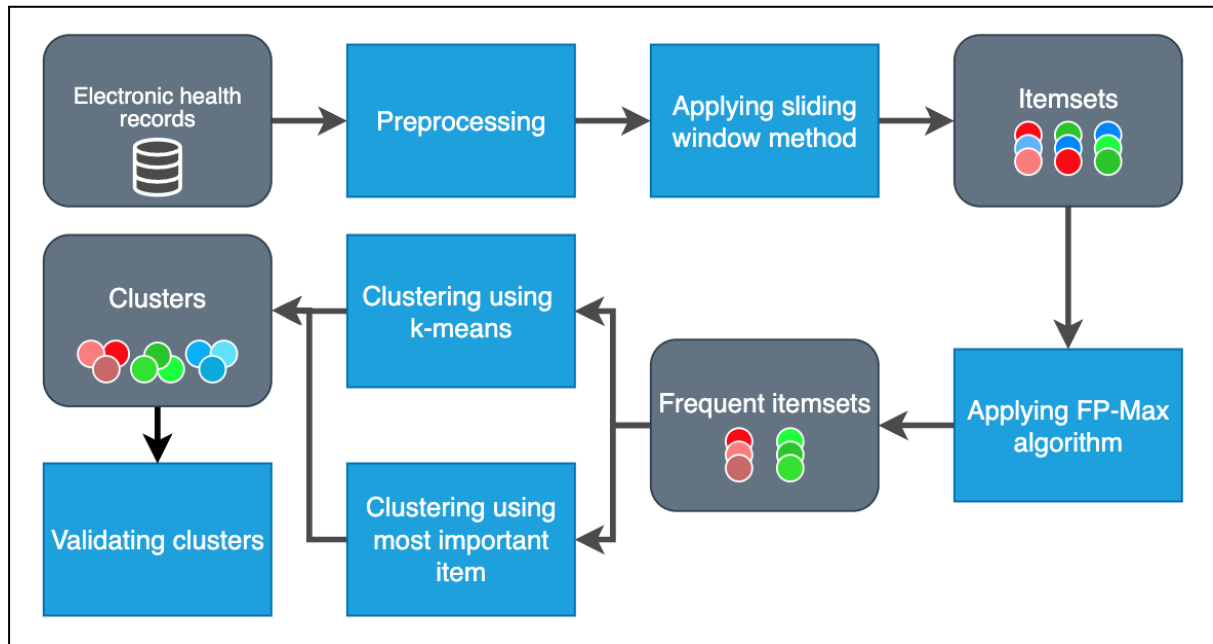 Electronic health
records
Preprocessing
Applying sliding
window method
Itemsets
Clusters
Clustering using
k-means
Frequent itemsets
Applying FP-Max
algorithm
Validating clusters
Clustering using
most important
item